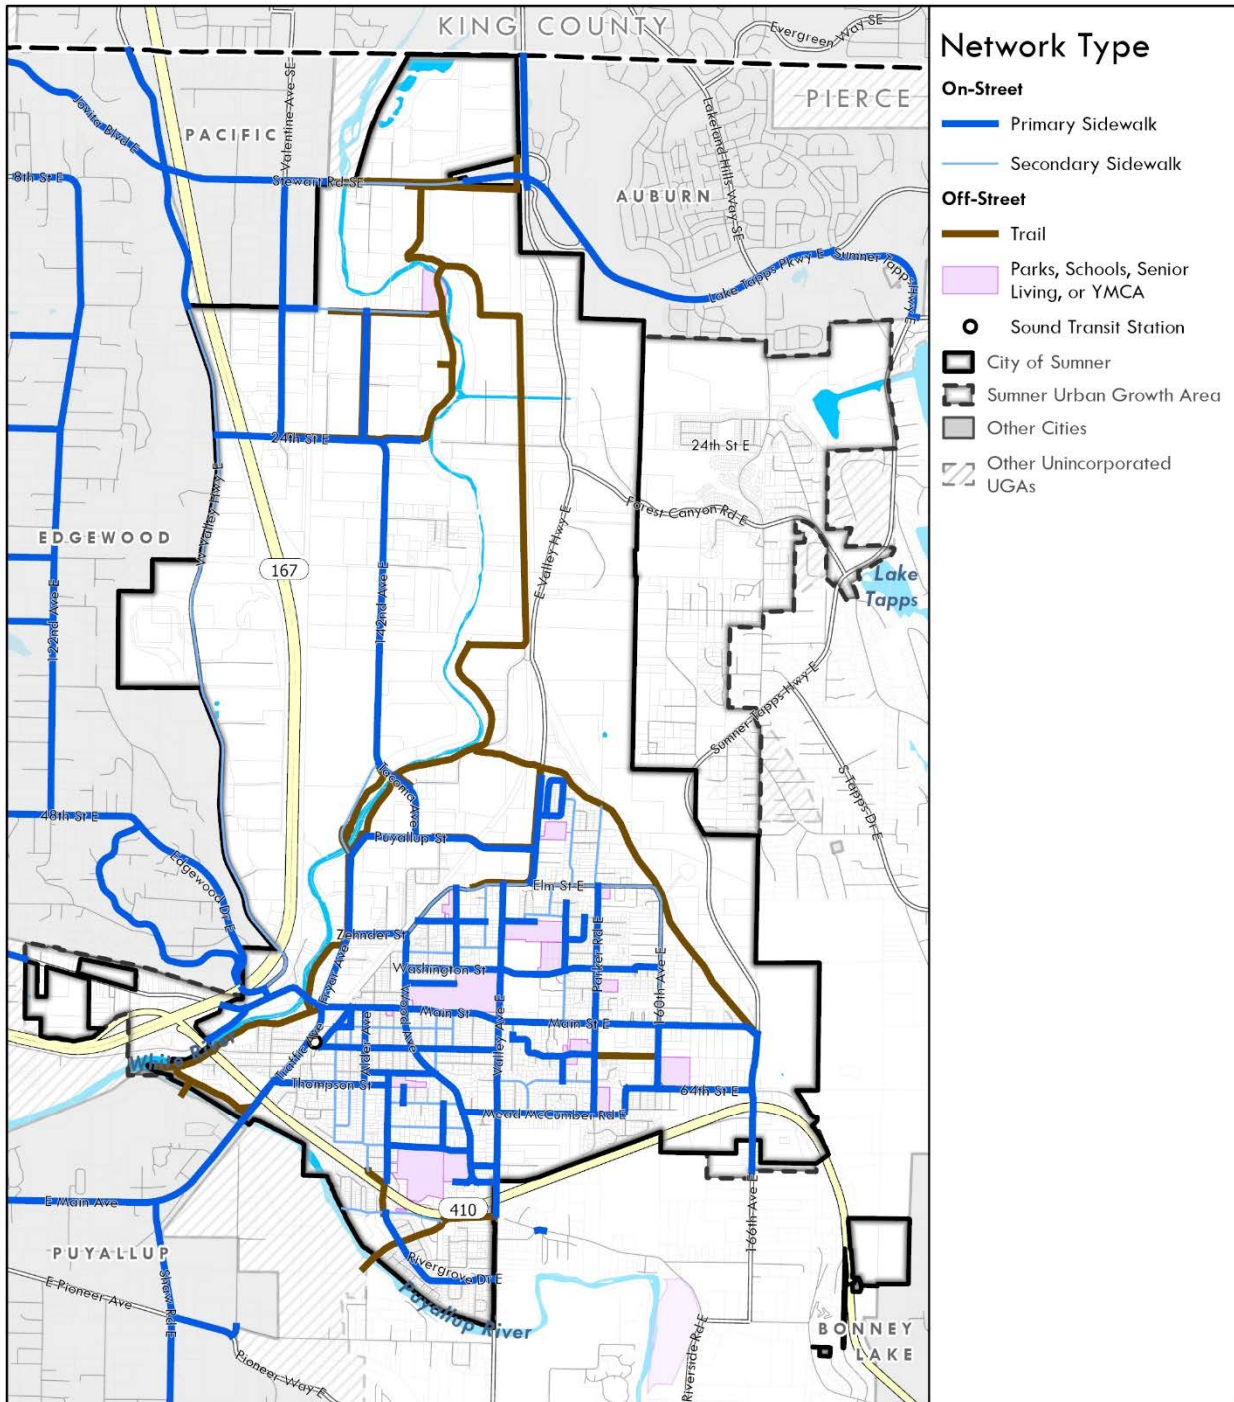 KING COUNTY
Evergreen Way SE
PIERCE
Jovita Blvd E
PACIFIC
Valentine Ave SE
Lakeland Hills Way SE
8th St E
Stewart Rd SE
AUBURN
Lake Tapps Pkwy E
Sumner Tapps Hwy E
24th St E
24th St E
W Valley Hwy E
E Valley Hwy E
Forest Canyon Rd E
EDGEWOOD
167
Lake
Tapps
122nd Ave E
142nd Ave E
Sumner-Tapps Hwy E
S Tapps Dr E
Tacoma Ave
48th St E
Puyallup St
Edgewood Dr E
Elm St E
Zehnder St
Fryar Ave
Washington St
Parker Rd E
160th Ave E
Wood Ave
Main St
Main St E
Valley Ave E
Alder Ave
Traffic Ave
White River
Thompson St
64th St E
Mead McCumber Rd E
E Main Ave
410
166th Ave E
PUYALLUP
Shaw Rd E
Rivergrove Dr E
E Pioneer Ave
Puyallup River
Riverside Rd E
BONNEY
LAKE
Pioneer Way E
Network Type
On-Street
Primary Sidewalk
Secondary Sidewalk
Off-Street
Trail
Parks, Schools, Senior
Living, or YMCA
Sound Transit Station
City of Sumner
Sumner Urban Growth Area
Other Cities
Other Unincorporated
UGAs